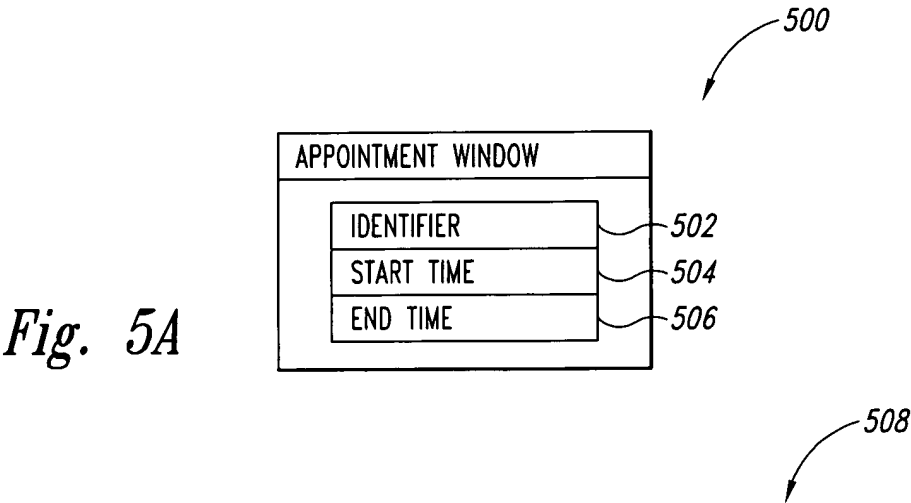 500
APPOINTMENT WINDOW
IDENTIFIER 502
START TIME 504
END TIME 506
Fig. 5A
508